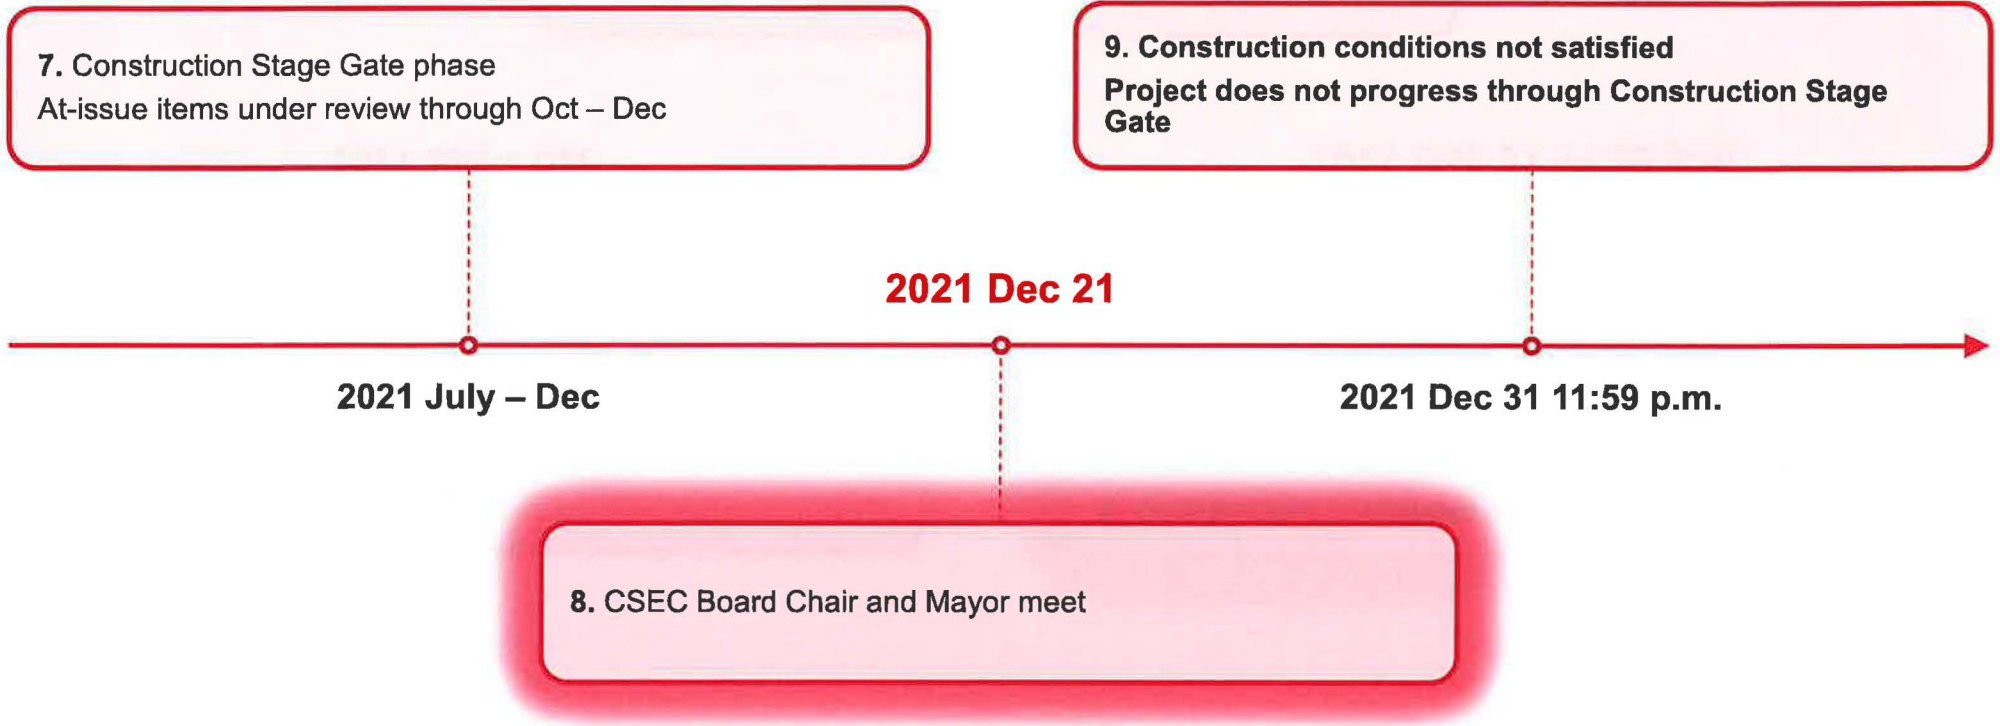 7. Construction Stage Gate phase
At-issue items under review through Oct – Dec
9. Construction conditions not satisfied
Project does not progress through Construction Stage
Gate
2021 Dec 21
2021 July – Dec
2021 Dec 31 11:59 p.m.
8. CSEC Board Chair and Mayor meet